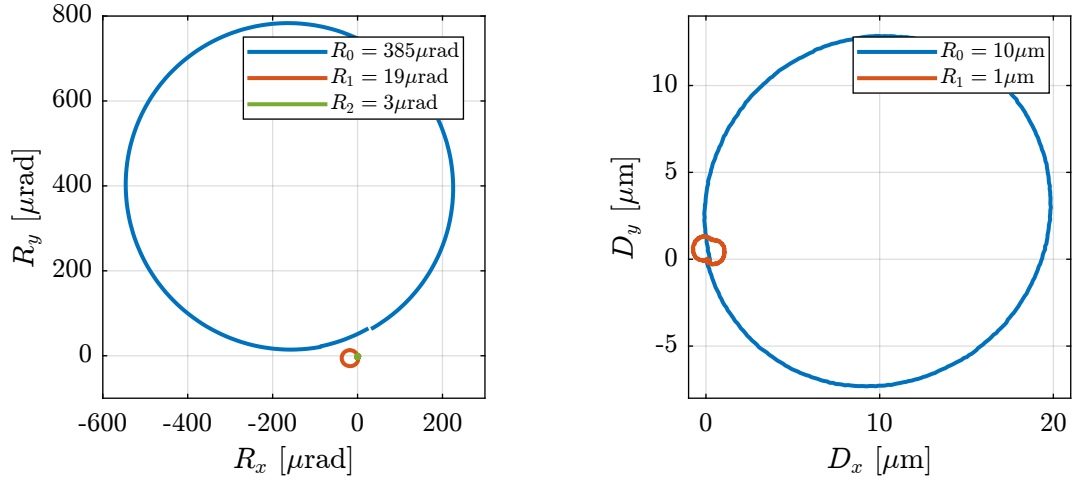 800
600
400
200
0
-600
-400
-200
0
200
R_y [μrad]
R_x [μrad]
R_0 = 385μrad
R_1 = 19μrad
R_2 = 3μrad
10
5
0
-5
0
10
20
D_y [μm]
D_x [μm]
R_0 = 10μm
R_1 = 1μm